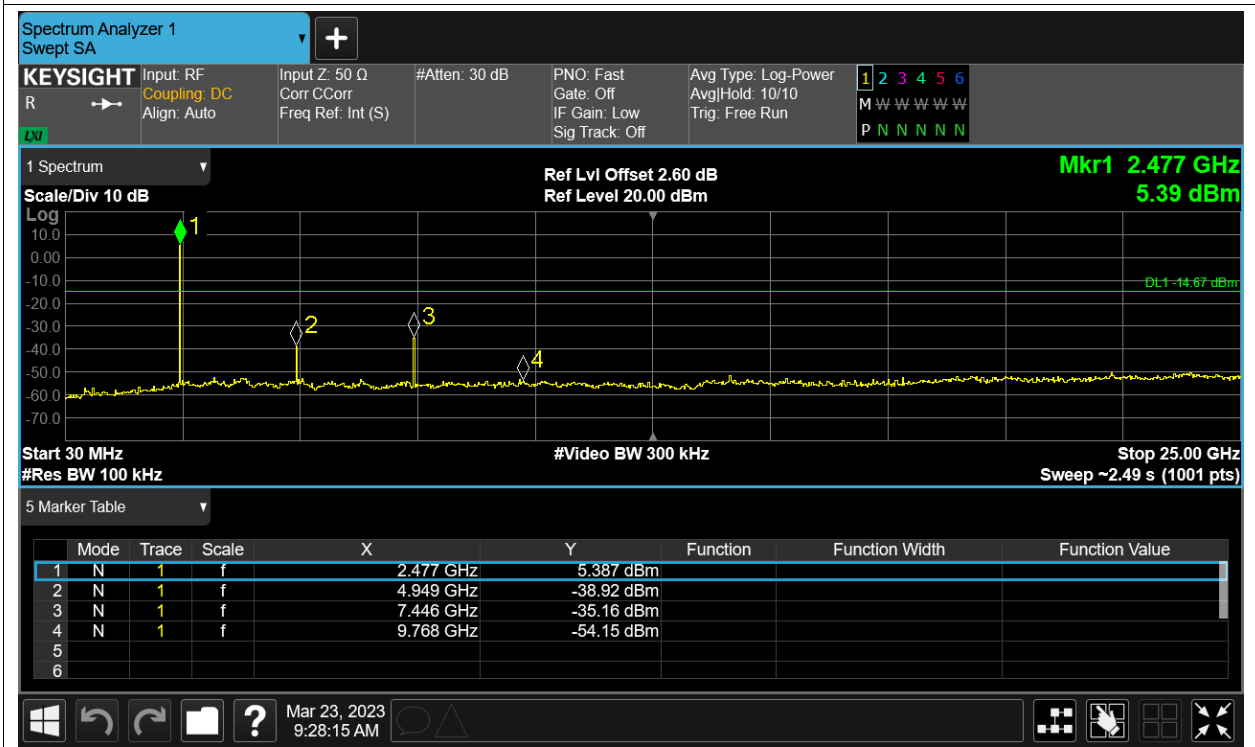 Spectrum Analyzer 1
Swept SA
KEYSIGHT Input: RF Input Z: 50 Ω #Atten: 30 dB PNO: Fast Avg Type: Log-Power 1 2 3 4 5 6
R Coupling: DC Corr CCorr Gate: Off Avg|Hold: 10/10 M W W W W W
Align: Auto Freq Ref: Int (S) IF Gain: Low Trig: Free Run
LXI Sig Track: Off P N N N N N
1 Spectrum Ref Lvl Offset 2.60 dB Mkr1 2.477 GHz
Scale/Div 10 dB Ref Level 20.00 dBm 5.39 dBm
Log
1
10.0
0.00
-10.0 DL1 -14.67 dBm
-20.0
2 3
-30.0
-40.0
4
-50.0
-60.0
-70.0
Start 30 MHz #Video BW 300 kHz Stop 25.00 GHz
#Res BW 100 kHz Sweep ~2.49 s (1001 pts)
5 Marker Table
Mode Trace Scale X Y Function Function Width Function Value
1 N 1 f 2.477 GHz 5.387 dBm
2 N 1 f 4.949 GHz -38.92 dBm
3 N 1 f 7.446 GHz -35.16 dBm
4 N 1 f 9.768 GHz -54.15 dBm
5
6
? Mar 23, 2023
9:28:15 AM